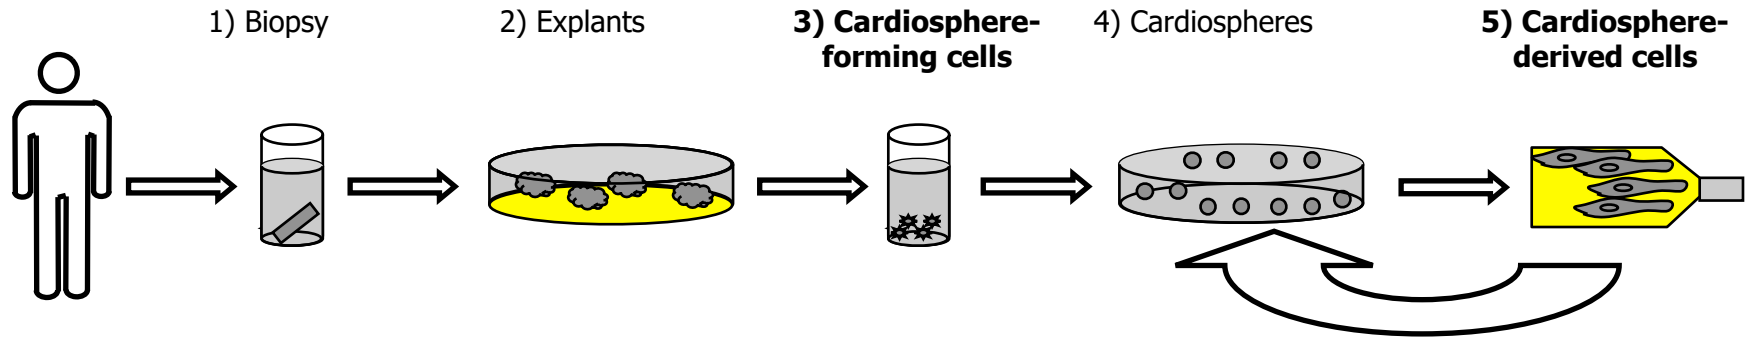 1) Biopsy
2) Explants
3) Cardiosphere-
forming cells
4) Cardiospheres
5) Cardiosphere-
derived cells